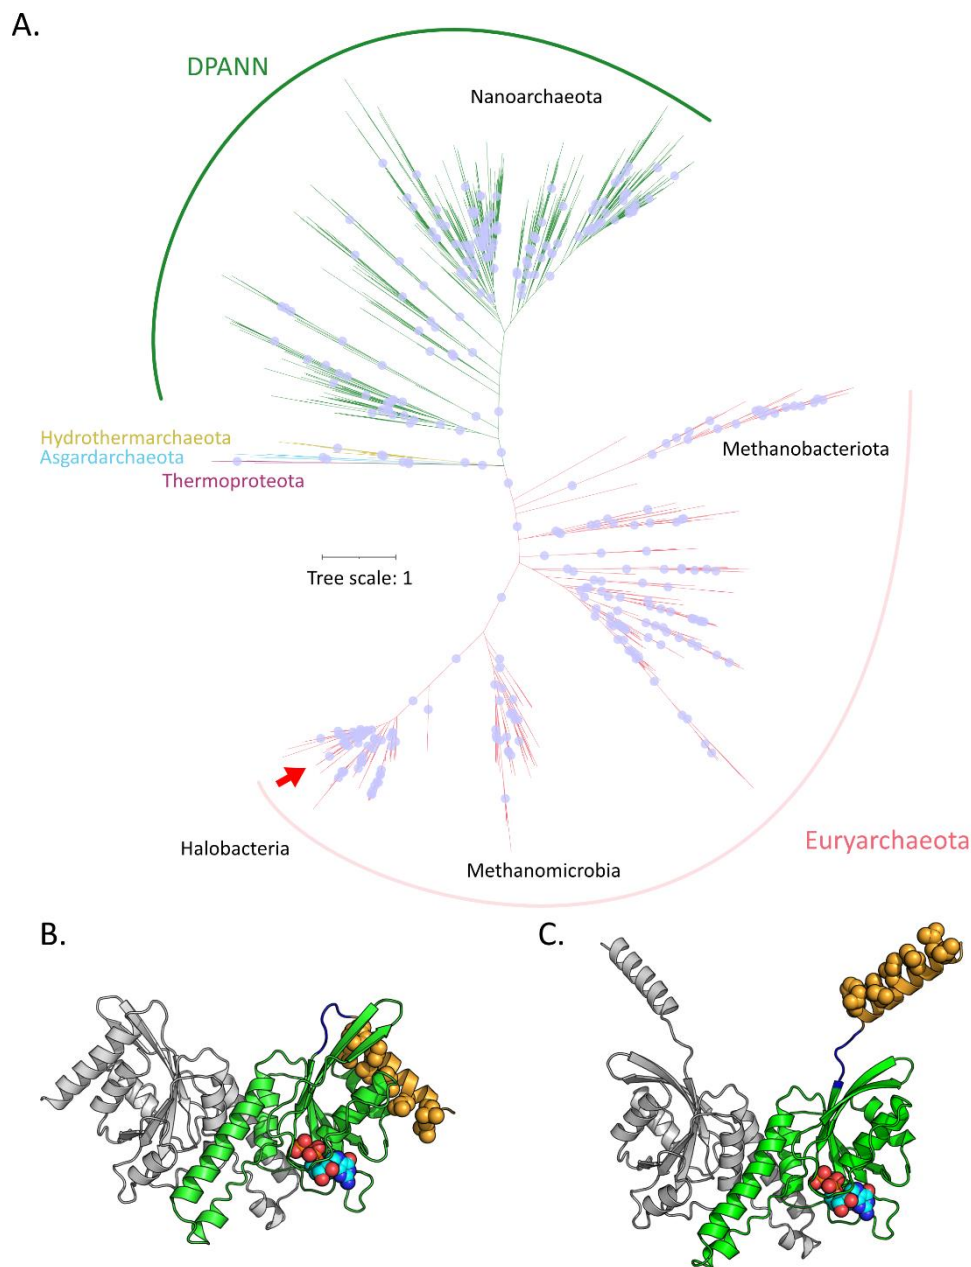 A.
DPANN
Nanoarchaeota
Hydrothermarchaeota
Asgardarchaeota
Thermoproteota
Methanobacteriota
Tree scale: 1
Halobacteria
Methanomicrobia
Euryarchaeota
B.
C.